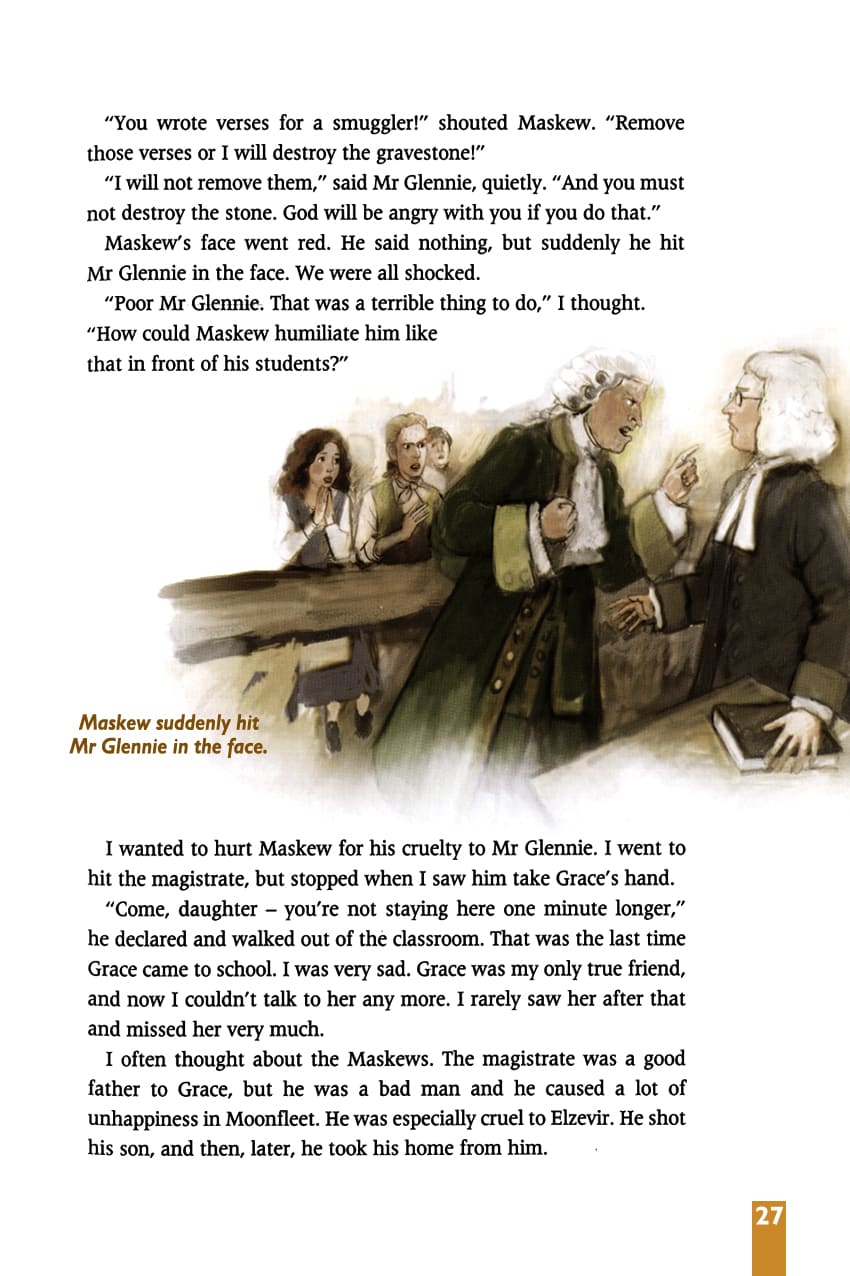 “You wrote verses for a smuggler!” shouted Maskew. “Remove
those verses or I will destroy the gravestone!”
“I will not remove them,” said Mr Glennie, quietly. “And you must
not destroy the stone. God will be angry with you if you do that.”
Maskew’s face went red. He said nothing, but suddenly he hit
Mr Glennie in the face. We were all shocked.
“Poor Mr Glennie. That was a terrible thing to do,” I thought.
“How could Maskew humiliate him like
that in front of his students?”
Maskew suddenly hit
Mr Glennie in the face.
I wanted to hurt Maskew for his cruelty to Mr Glennie. I went to
hit the magistrate, but stopped when I saw him take Grace’s hand.
“Come, daughter – you’re not staying here one minute longer,”
he declared and walked out of the classroom. That was the last time
Grace came to school. I was very sad. Grace was my only true friend,
and now I couldn’t talk to her any more. I rarely saw her after that
and missed her very much.
I often thought about the Maskews. The magistrate was a good
father to Grace, but he was a bad man and he caused a lot of
unhappiness in Moonfleet. He was especially cruel to Elzevir. He shot
his son, and then, later, he took his home from him.
27